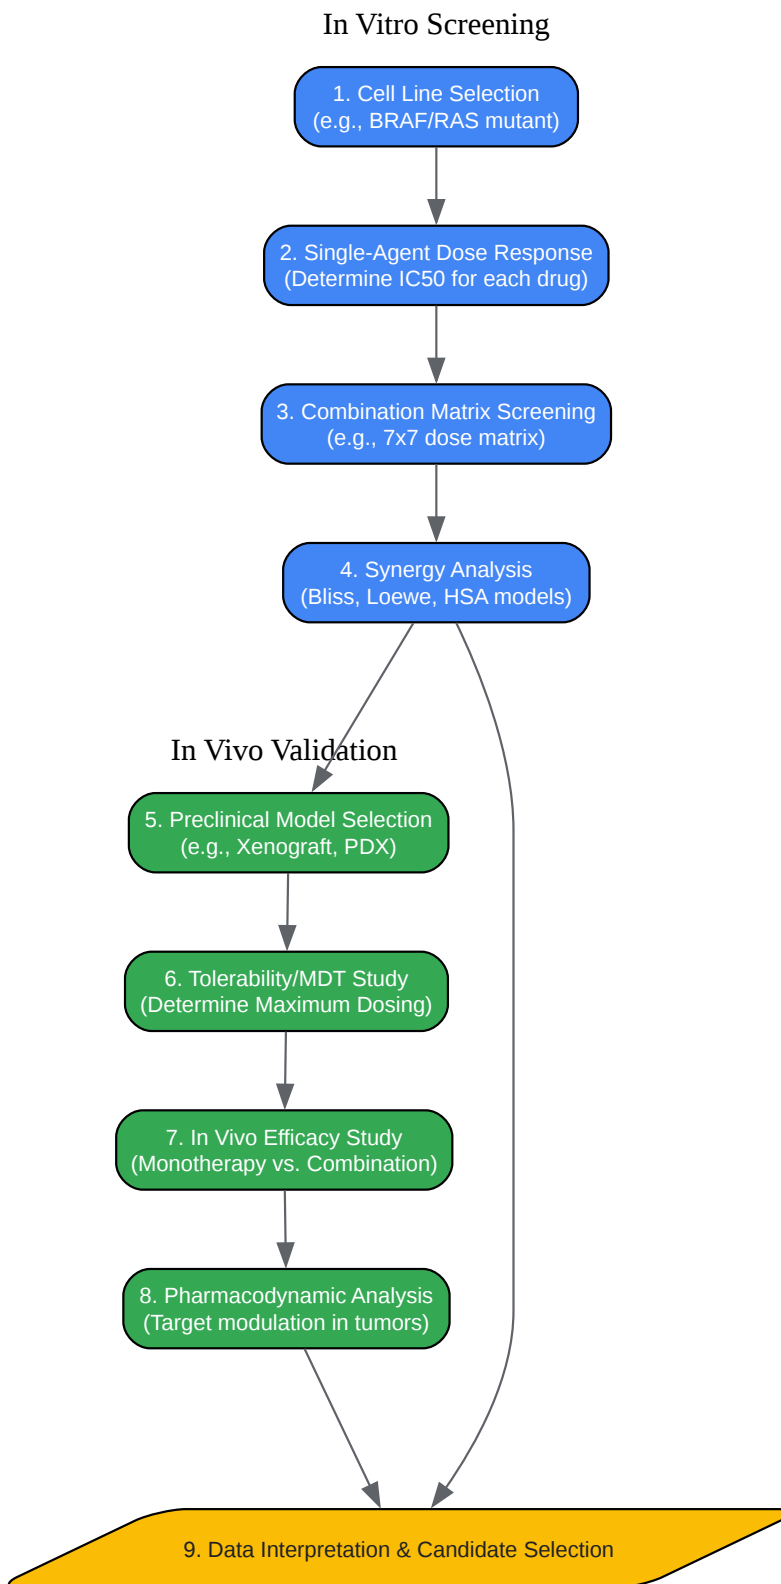 In Vitro Screening
1. Cell Line Selection
(e.g., BRAF/RAS mutant)
2. Single-Agent Dose Response
(Determine IC50 for each drug)
3. Combination Matrix Screening
(e.g., 7x7 dose matrix)
4. Synergy Analysis
(Bliss, Loewe, HSA models)
In Vivo Validation
5. Preclinical Model Selection
(e.g., Xenograft, PDX)
6. Tolerability/MDT Study
(Determine Maximum Dosing)
7. In Vivo Efficacy Study
(Monotherapy vs. Combination)
8. Pharmacodynamic Analysis
(Target modulation in tumors)
9. Data Interpretation & Candidate Selection